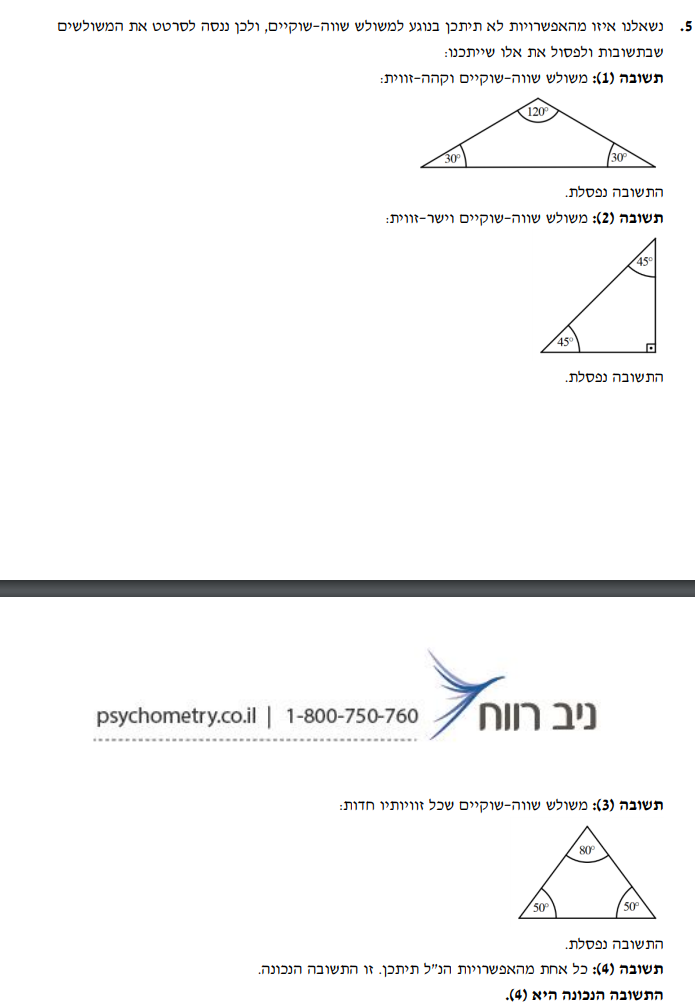 5. נשאלנו איזו מהאפשרויות לא תיתכן בנוגע למשולש שווה-שוקיים, ולכן ננסה לסרטט את המשולשים
שבתשובות ולפסול את אלו שייתכנו:
תשובה (1): משולש שווה-שוקיים וקהה-זווית:
120°
30° 30°
התשובה נפסלת.
תשובה (2): משולש שווה-שוקיים וישר-זווית:
45°
45°
התשובה נפסלת.
ניב רווח
psychometry.co.il | 1-800-750-760
תשובה (3): משולש שווה-שוקיים שכל זוויותיו חדות:
80°
50° 50°
התשובה נפסלת.
תשובה (4): כל אחת מהאפשרויות הנ"ל תיתכן. זו התשובה הנכונה.
התשובה הנכונה היא (4).